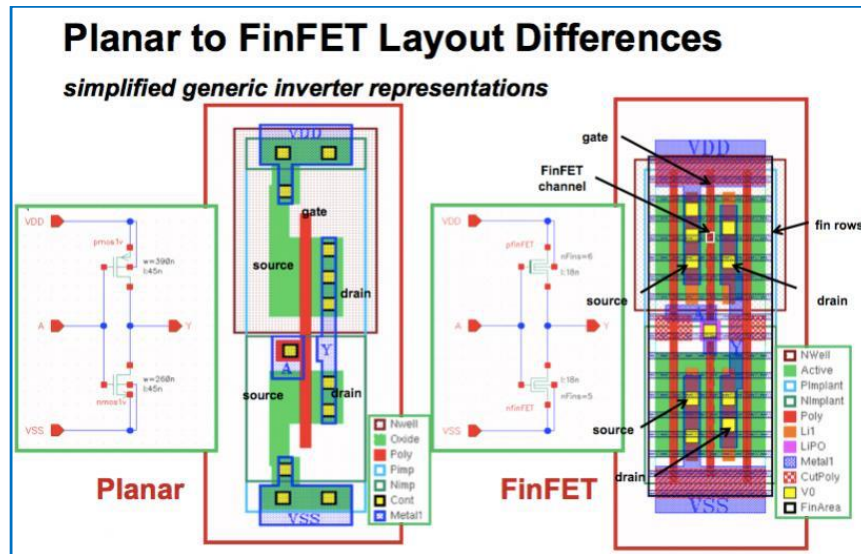 Planar to FinFET Layout Differences
simplified generic inverter representations
VDD
pmos1v
w=390n
l:45n
A
Y
w=260n
l:45n
nmos1v
VSS
Planar
VDD
gate
source
drain
A
Y
source
drain
VSS
Nwell
Oxide
Poly
Pimp
Nimp
Cont
Metal1
VDD
pfinFET
nFins=6
l:18n
A
Y
l:18n
nFins=5
nfinFET
VSS
FinFET
gate
FinFET
channel
VDD
fin rows
source
drain
A
Y
source
drain
VSS
NWell
Active
PImplant
NImplant
Poly
Li1
LiPO
Metal1
CutPoly
V0
FinArea